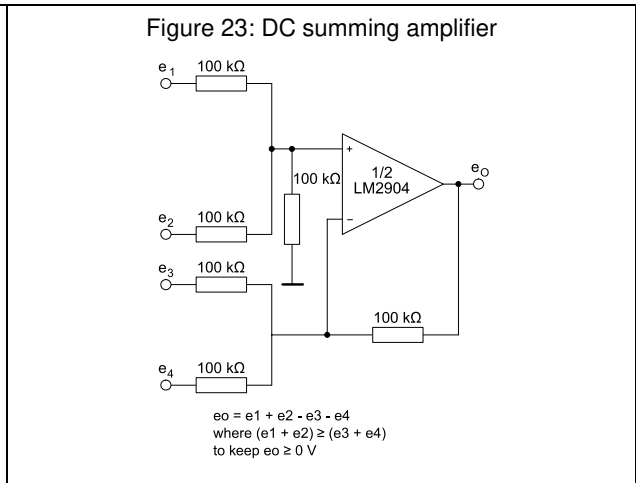 Figure 23: DC summing amplifier
e1
100 kΩ
+
1/2
LM2904
−
eO
100 kΩ
e2
100 kΩ
e3
100 kΩ
100 kΩ
e4
100 kΩ
eo = e1 + e2 - e3 - e4
where (e1 + e2) ≥ (e3 + e4)
to keep eo ≥ 0 V